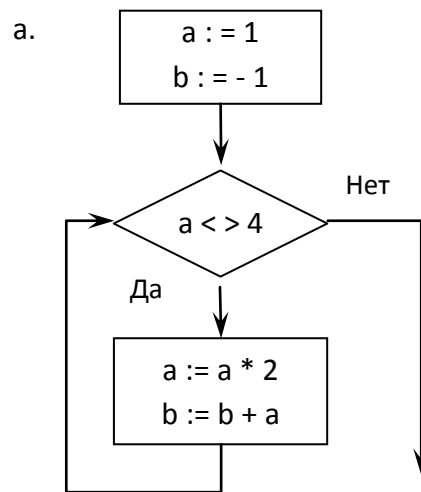 а.
a : = 1
b : = - 1
Нет
a < > 4
Да
a := a * 2
b := b + a